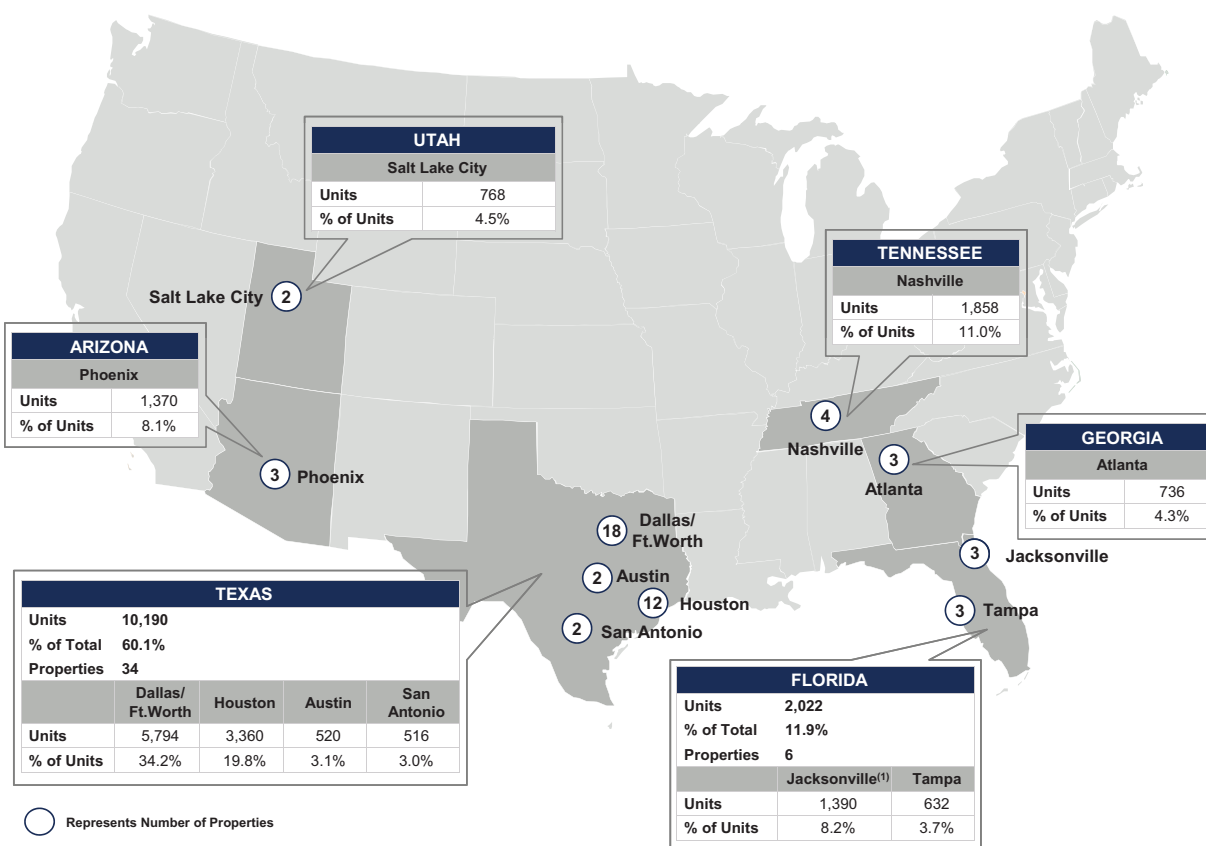 UTAH
Salt Lake City
Units 768
% of Units 4.5%
Salt Lake City 2
ARIZONA
Phoenix
Units 1,370
% of Units 8.1%
3 Phoenix
TENNESSEE
Nashville
Units 1,858
% of Units 11.0%
4
Nashville
GEORGIA
Atlanta
Units 736
% of Units 4.3%
3
Atlanta
18 Dallas/
Ft.Worth
2 Austin
12 Houston
2 San Antonio
3 Jacksonville
3 Tampa
TEXAS
Units 10,190
% of Total 60.1%
Properties 34
Dallas/
Ft.Worth Houston Austin San
Antonio
Units 5,794 3,360 520 516
% of Units 34.2% 19.8% 3.1% 3.0%
FLORIDA
Units 2,022
% of Total 11.9%
Properties 6
Jacksonville(1) Tampa
Units 1,390 632
% of Units 8.2% 3.7%
Represents Number of Properties